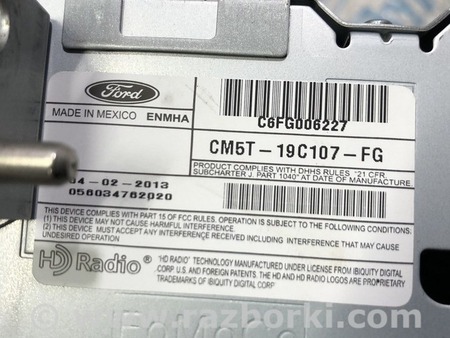 Ford
MADE IN MEXICO ENMHA
C6FG006227
CM5T-19C107-FG
PRODUCT COMPLIES WITH DHHS RULES "21 CFR,
SUBCHARTER J. PART 1040" AT DATE OF MANUFACT.
04-02-2013
056034762020
THIS DEVICE COMPLIES WITH PART 15 OF FCC RULES. OPERATION IS SUBJECT TO THE FOLLOWING CONDITIONS:
(1) THIS DEVICE MAY NOT CAUSE HARMFUL INTERFERENCE.
(2) THIS DEVICE MUST ACCEPT ANY INTERFERENCE RECEIVED INCLUDING INTERFERENCE THAT MAY CAUSE
UNDESIRED OPERATION
HD Radio®
"HD RADIO" TECHNOLOGY MANUFACTURED UNDER LICENSE FROM IBIQUITY DIGITAL
CORP. U.S. AND FOREIGN PATENTS. THE HD AND HD RADIO LOGOS ARE PROPRIETARY
TRADEMARKS OF IBIQUITY DIGITAL CORP.
www.razborki.com